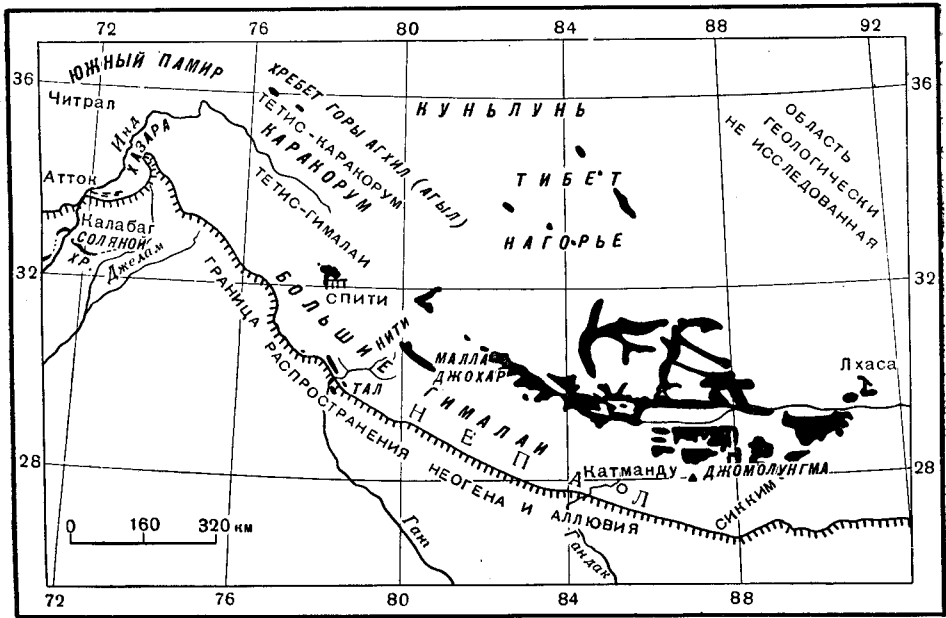 72 76 80 84 88 92
36
36
ЮЖНЫЙ ПАМИР
Читрал
Инд
ХАЗАРА
Атток
Калабаг
СОЛЯНОЙ
ХР.
Джелам
ХРЕБЕТ ГОРЫ АГХИЛ (АГЫЛ)
ТЕТИС-КАРАКОРУМ
КАРАКОРУМ
ТЕТИС-ГИМАЛАИ
КУНЬЛУНЬ
ТИБЕТ
НАГОРЬЕ
ОБЛАСТЬ
ГЕОЛОГИЧЕСКИ
НЕ ИССЛЕДОВАННАЯ
32
32
СПИТИ
БОЛЬШИЕ
ГИМАЛАИ
НИТИ
ТАЛ
МАЛЛА
ДЖОХАР
Лхаса
НЕПАЛ
Катманду
ДЖОМОЛУНГМА
СИККИМ
28
28
ГРАНИЦА РАСПРОСТРАНЕНИЯ НЕОГЕНА И АЛЛЮВИЯ
Ганг
Гандак
0 160 320 км
72 76 80 84 88